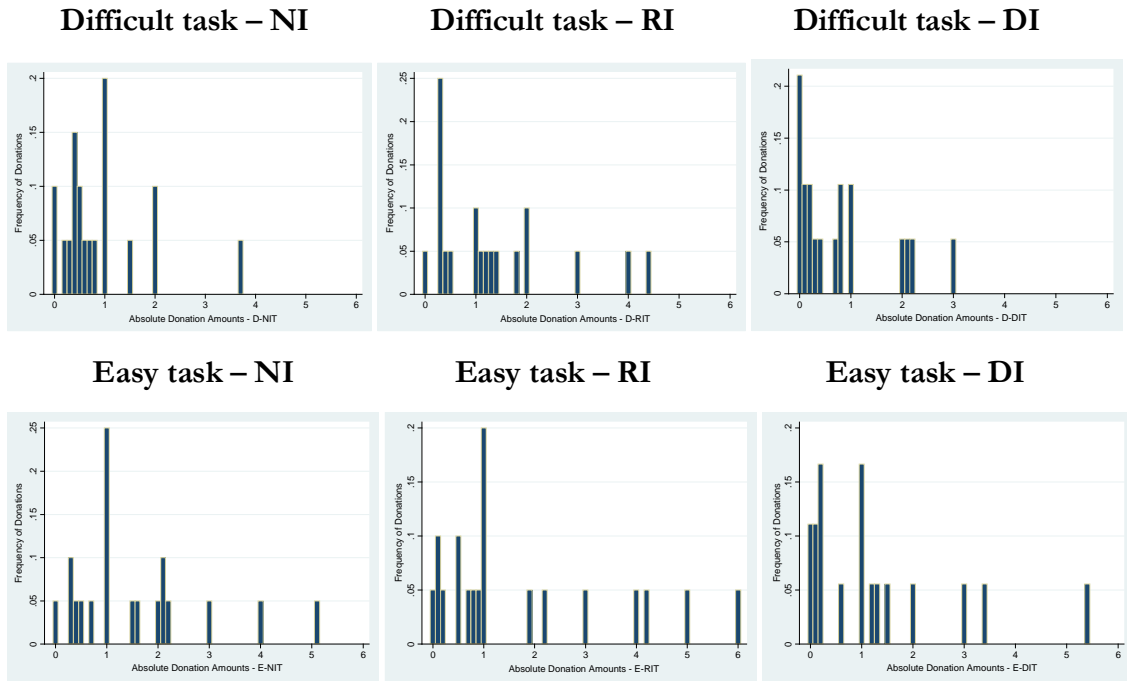 Difficult task – NI
Difficult task – RI
Difficult task – DI
Frequency of Donations
.2
.15
.1
.05
0
0 1 2 3 4 5 6
Absolute Donation Amounts - D-NIT
Frequency of Donations
.25
.2
.15
.1
.05
0
0 1 2 3 4 5 6
Absolute Donation Amounts - D-RIT
Frequency of Donations
.2
.15
.1
.05
0
0 1 2 3 4 5 6
Absolute Donation Amounts - D-DIT
Easy task – NI
Easy task – RI
Easy task – DI
Frequency of Donations
.25
.2
.15
.1
.05
0
0 1 2 3 4 5 6
Absolute Donation Amounts - E-NIT
Frequency of Donations
.2
.15
.1
.05
0
0 1 2 3 4 5 6
Absolute Donation Amounts - E-RIT
Frequency of Donations
.2
.15
.1
.05
0
0 1 2 3 4 5 6
Absolute Donation Amounts - E-DIT